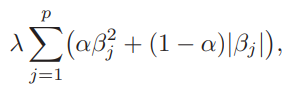 λ∑_{j=1}^{p}(αβ_j^2 + (1 − α)|β_j|),